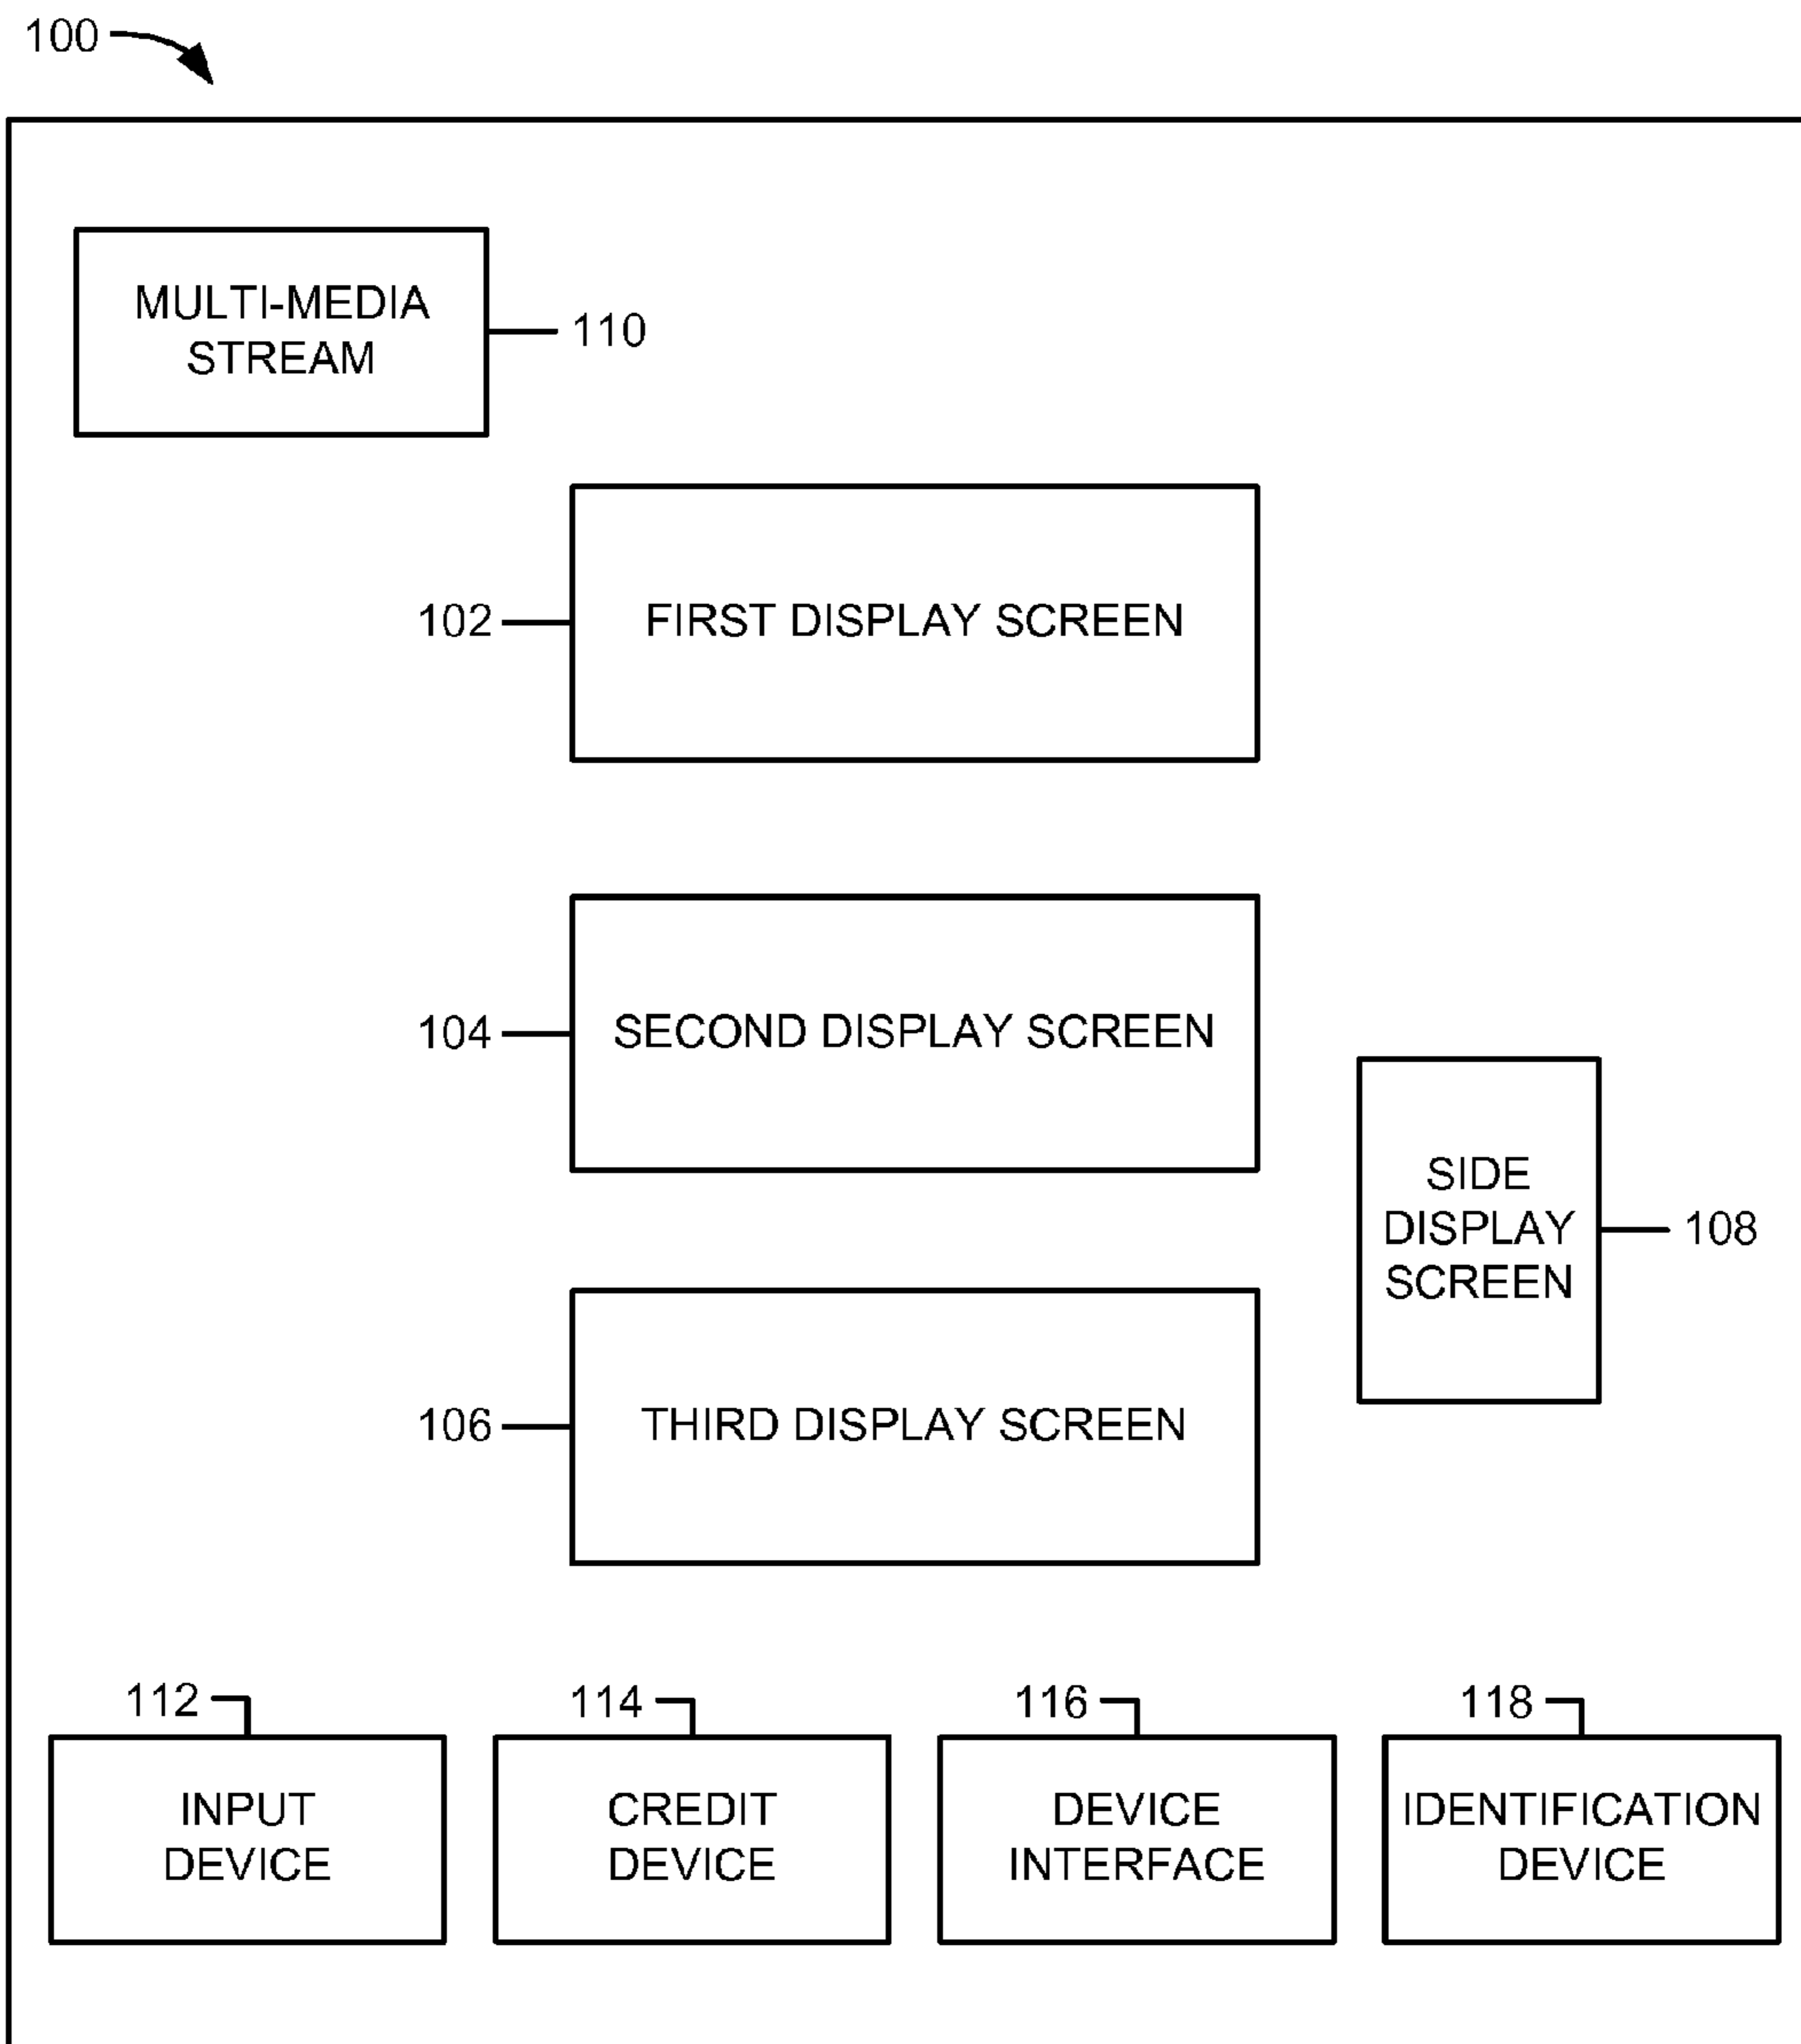 100
MULTI-MEDIA
STREAM
110
102
FIRST DISPLAY SCREEN
104
SECOND DISPLAY SCREEN
SIDE
DISPLAY
SCREEN
108
106
THIRD DISPLAY SCREEN
112
114
116
118
INPUT
DEVICE
CREDIT
DEVICE
DEVICE
INTERFACE
IDENTIFICATION
DEVICE